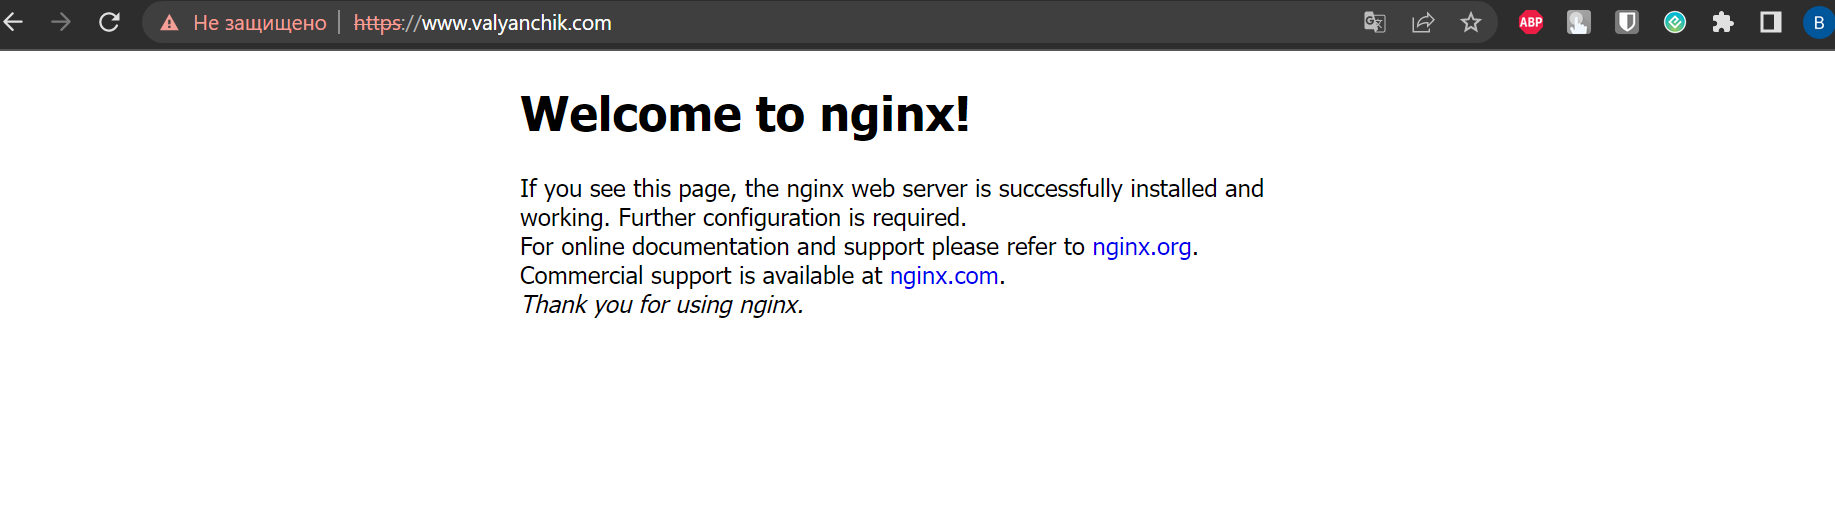 Не защищено | https://www.valyanchik.com
ABP
B
Welcome to nginx!
If you see this page, the nginx web server is successfully installed and
working. Further configuration is required.
For online documentation and support please refer to nginx.org.
Commercial support is available at nginx.com.
Thank you for using nginx.